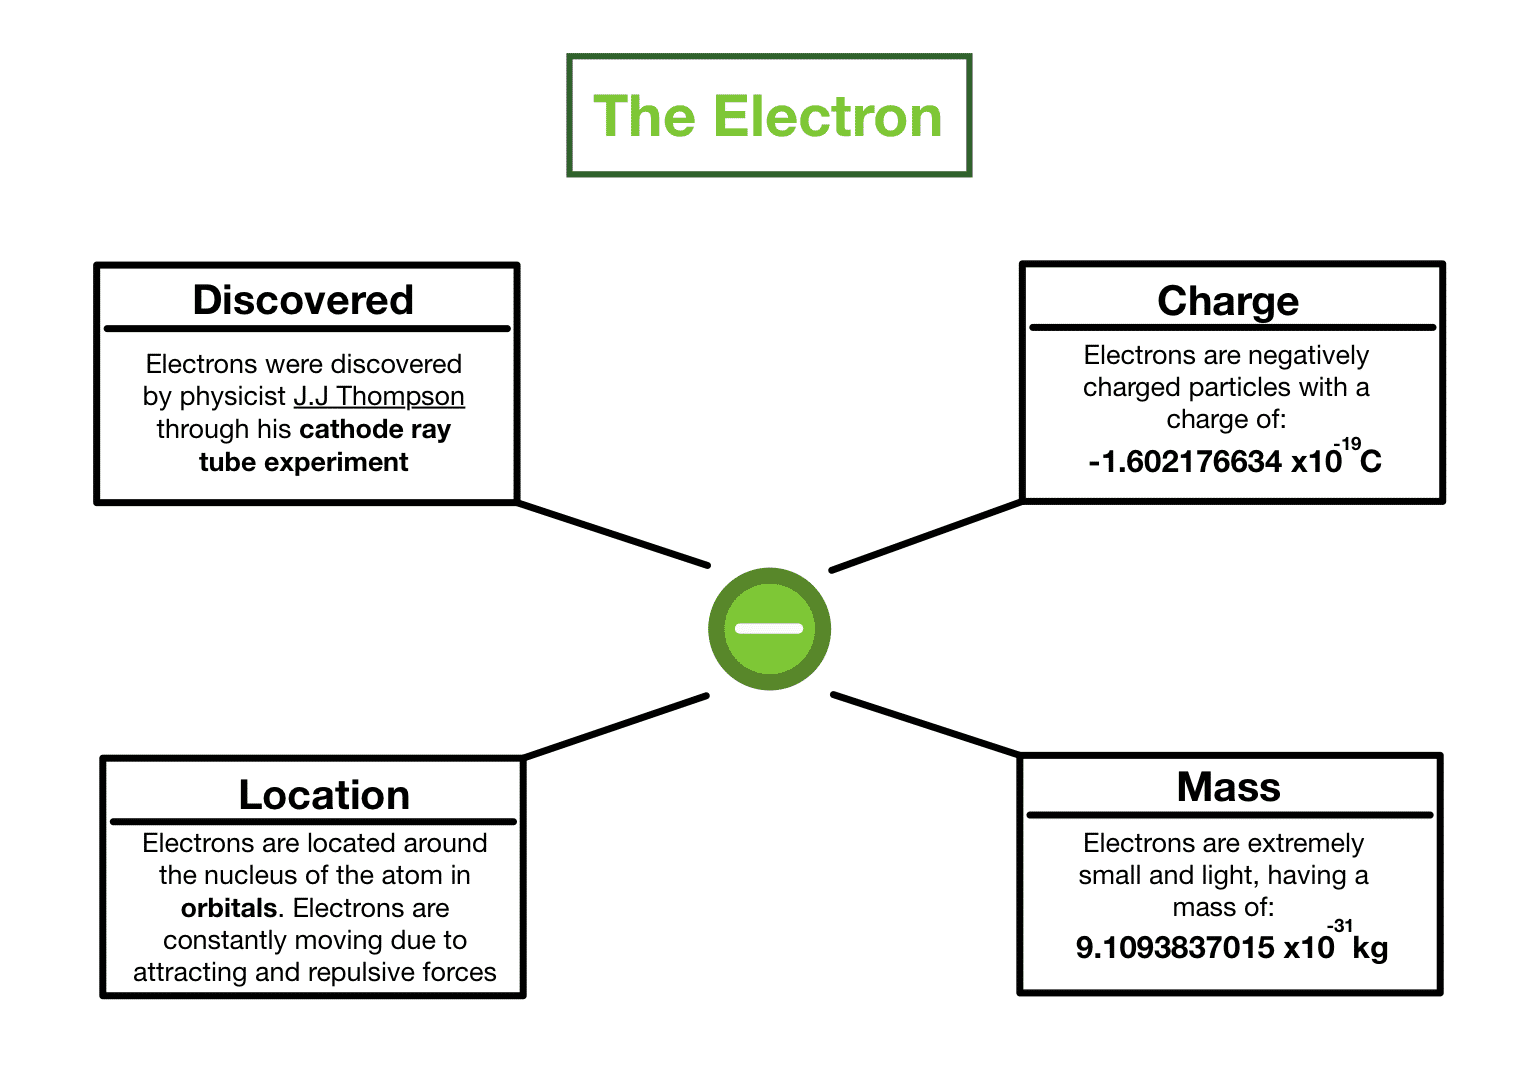 The Electron
Discovered
Electrons were discovered
by physicist J.J Thompson
through his cathode ray
tube experiment
Charge
Electrons are negatively
charged particles with a
charge of:
-1.602176634 x10⁻¹⁹C
Location
Electrons are located around
the nucleus of the atom in
orbitals. Electrons are
constantly moving due to
attracting and repulsive forces
Mass
Electrons are extremely
small and light, having a
mass of:
9.1093837015 x10⁻³¹kg